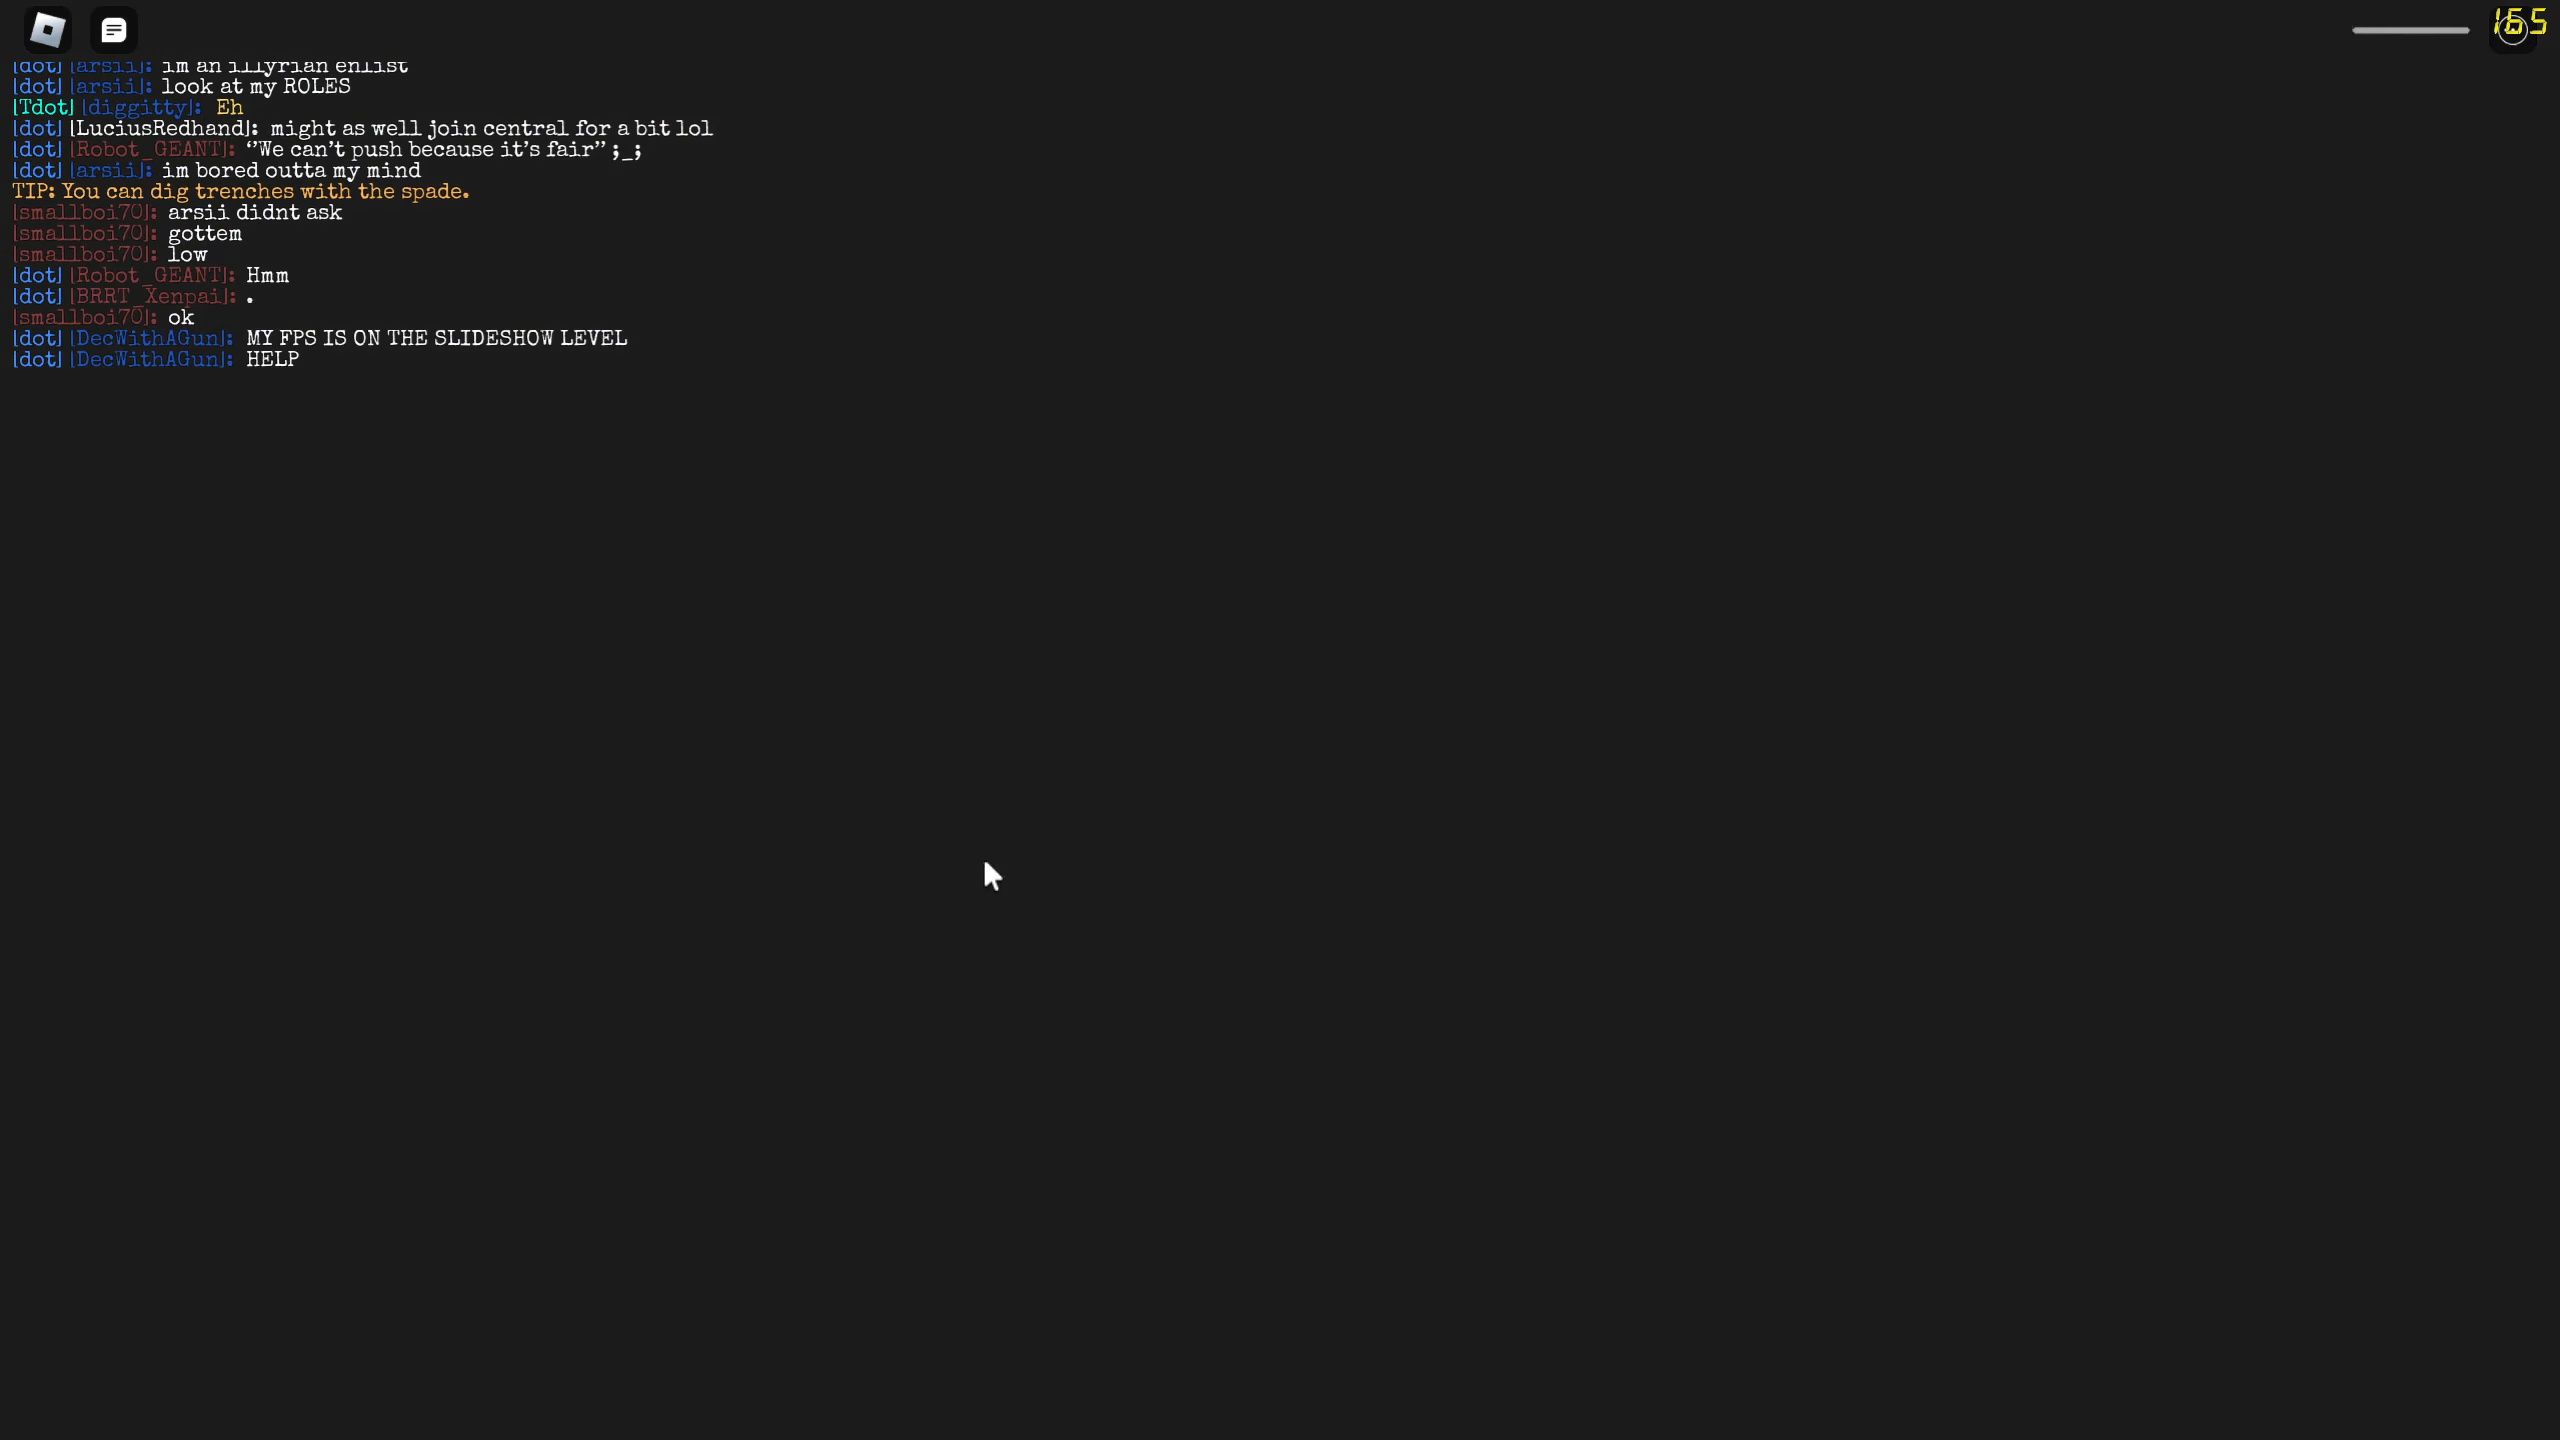 165
[dot] [arsii]: im an illyrian enlist
[dot] [arsii]: look at my ROLES
[Tdot] [diggitty]: Eh
[dot] [LuciusRedhand]: might as well join central for a bit lol
[dot] [Robot_GEANT]: “We can’t push because it’s fair” ;_;
[dot] [arsii]: im bored outta my mind
TIP: You can dig trenches with the spade.
[smallboi70]: arsii didnt ask
[smallboi70]: gottem
[smallboi70]: low
[dot] [Robot_GEANT]: Hmm
[dot] [BRRT_Xenpai]: .
[smallboi70]: ok
[dot] [DecWithAGun]: MY FPS IS ON THE SLIDESHOW LEVEL
[dot] [DecWithAGun]: HELP